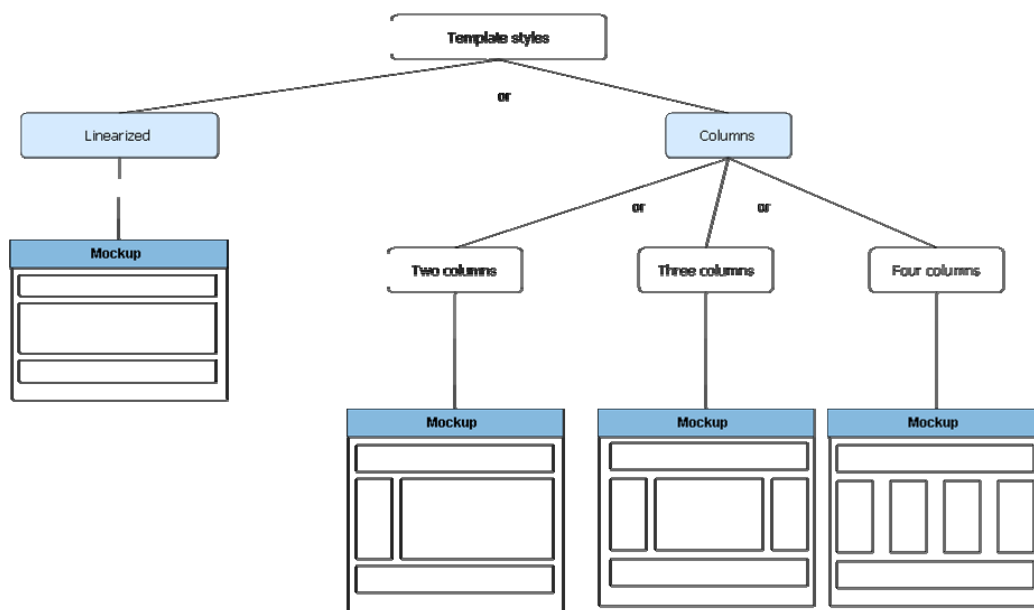 Template styles
or
Linearized
Columns
or
or
Mockup
Two columns
Three columns
Four columns
Mockup
Mockup
Mockup